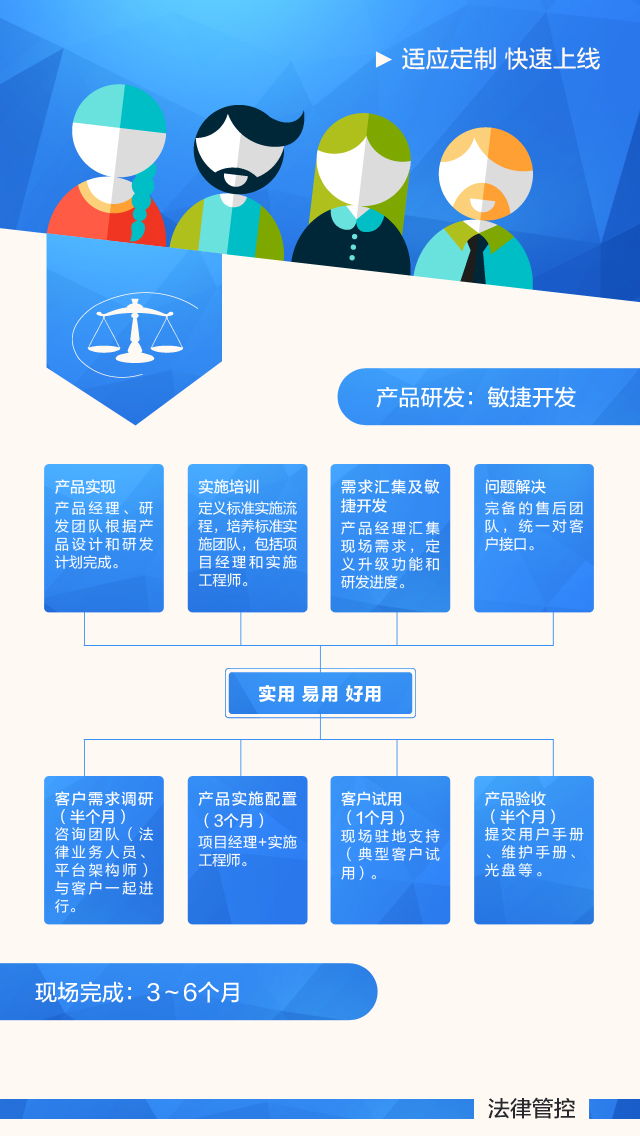 ▶ 适应定制 快速上线
产品研发：敏捷开发
产品实现
产品经理、研
发团队根据产
品设计和研发
计划完成。
实施培训
定义标准实施流
程，培养标准实
施团队，包括项
目经理和实施
工程师。
需求汇集及敏
捷开发
产品经理汇集
现场需求，定
义升级功能和
研发进度。
问题解决
完备的售后团
队，统一对客
户接口。
实用 易用 好用
客户需求调研
（半个月）
咨询团队（法
律业务人员、
平台架构师）
与客户一起进
行。
产品实施配置
（3个月）
项目经理+实施
工程师。
客户试用
（1个月）
现场驻地支持
（典型客户试
用）。
产品验收
（半个月）
提交用户手册
、维护手册、
光盘等。
现场完成：3～6个月
法律管控